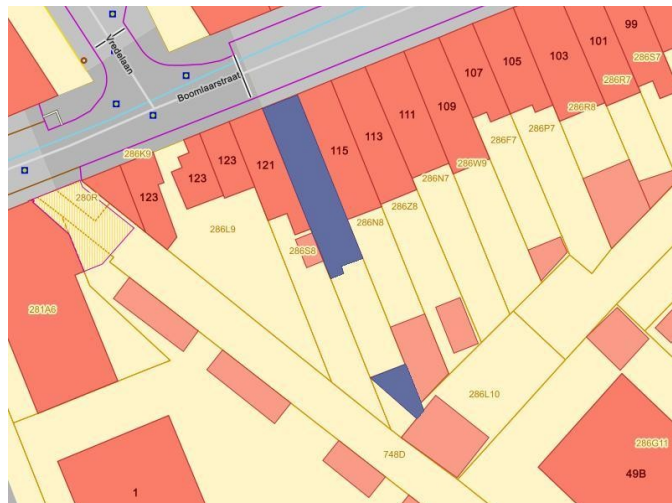 99
286S7
101
286R7
103
286R8
105
286P7
107
286F7
109
286W9
111
286N7
113
286Z8
115
286N8
121
286S8
123
123
123
286L9
286K9
Vredelaan
Boomlaarstraat
280R
281A6
286L10
748D
286G11
49B
1